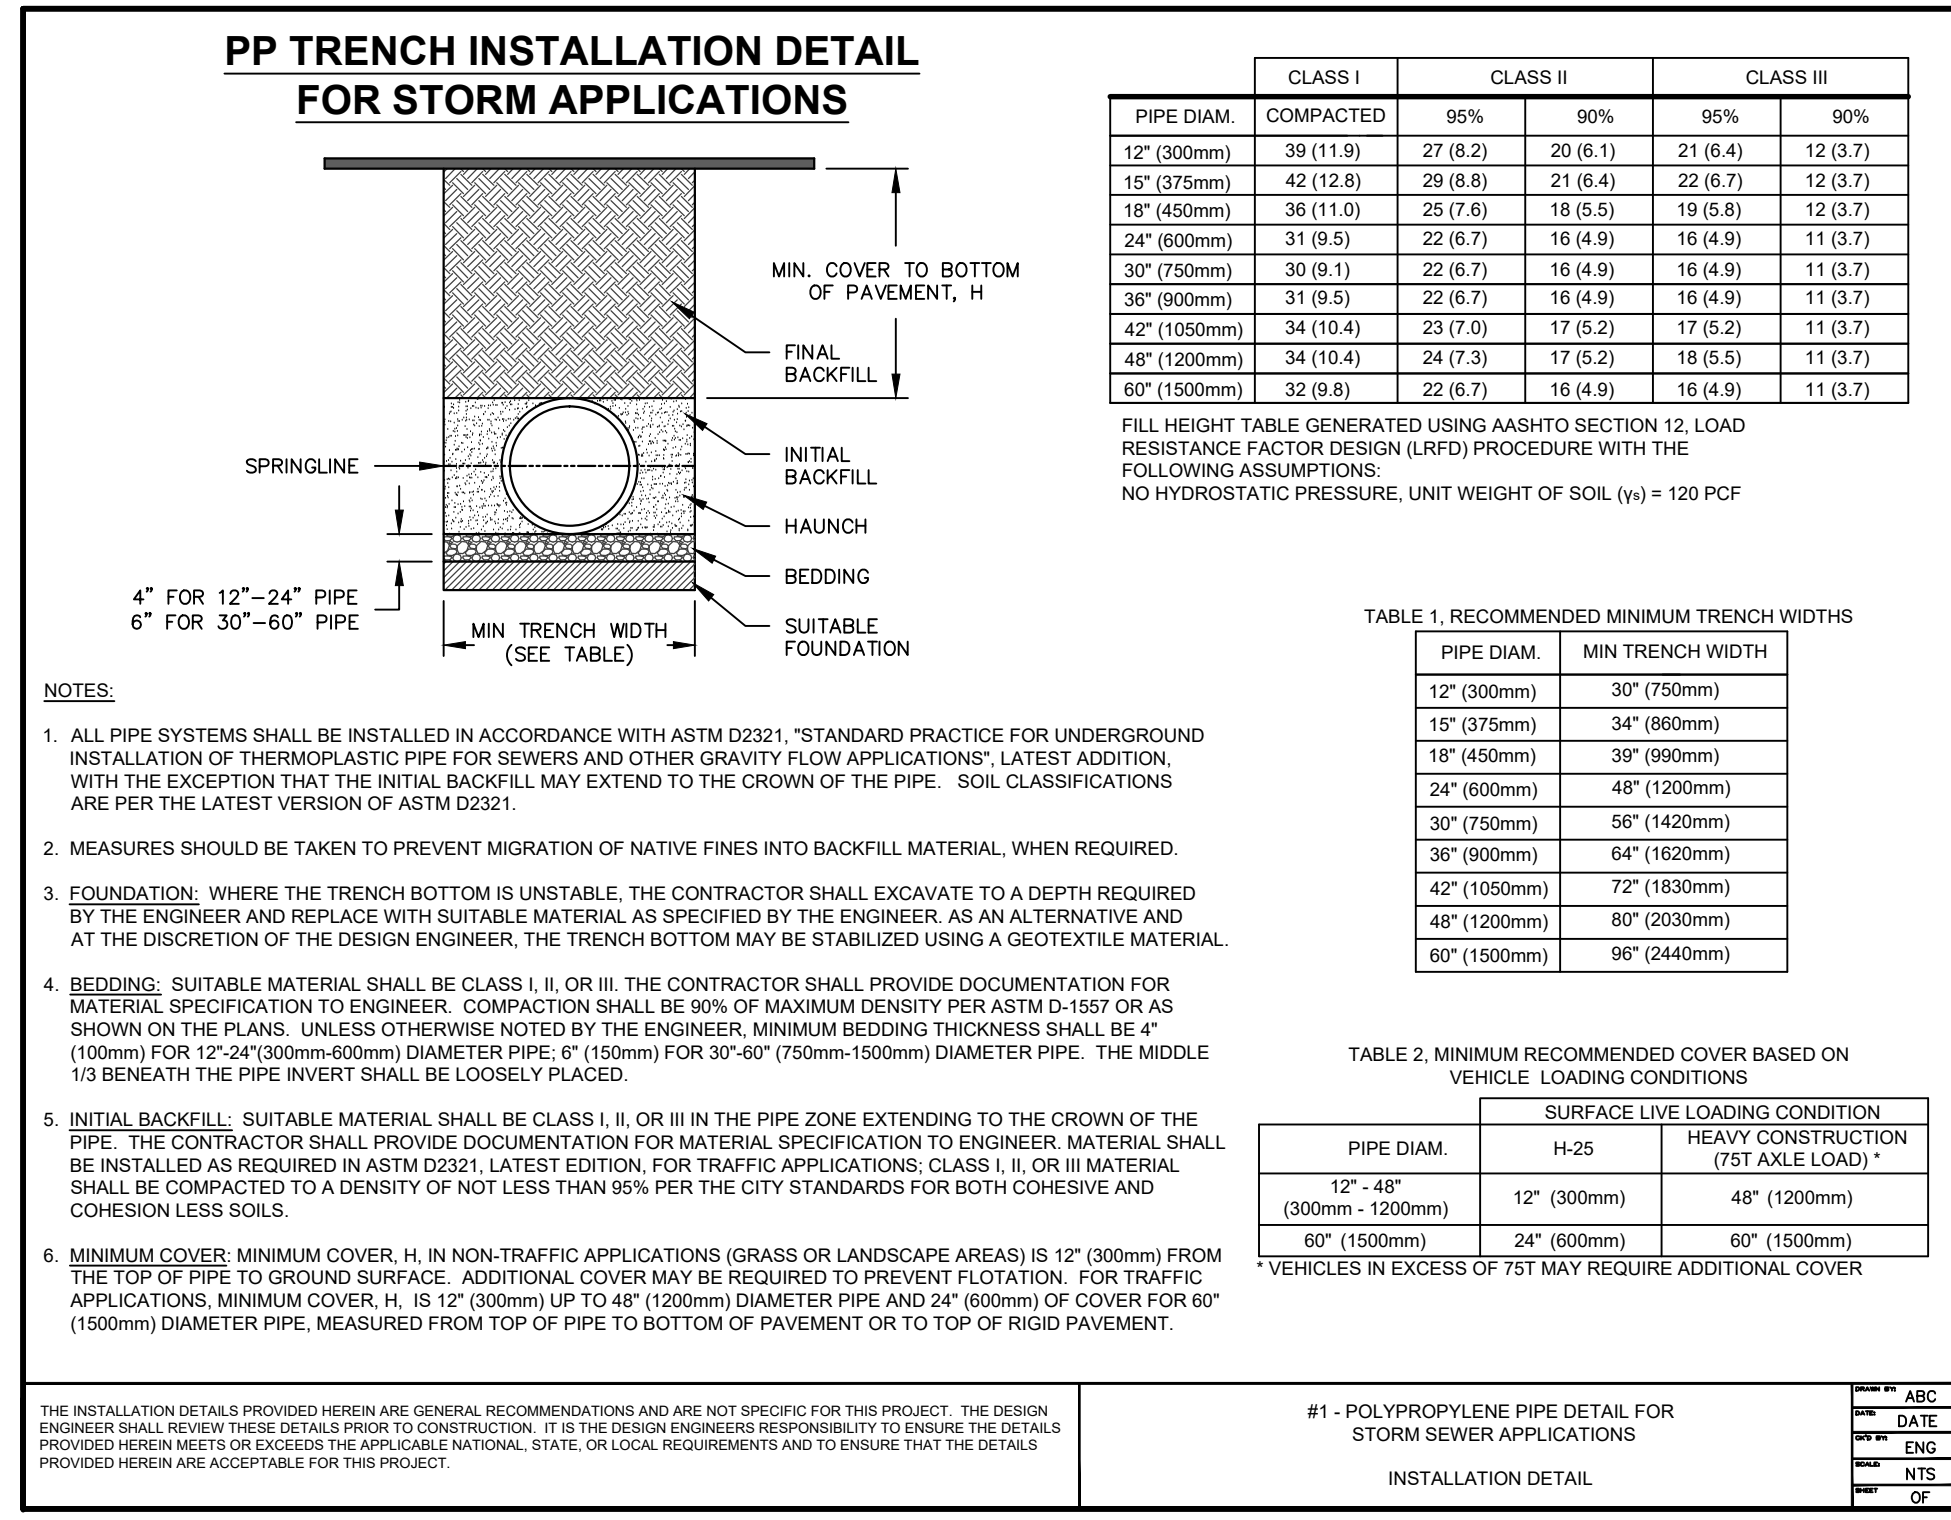 PP TRENCH INSTALLATION DETAIL
FOR STORM APPLICATIONS
MIN. COVER TO BOTTOM
OF PAVEMENT, H
FINAL
BACKFILL
SPRINGLINE
INITIAL
BACKFILL
HAUNCH
BEDDING
4” FOR 12”–24” PIPE
6” FOR 30”–60” PIPE
MIN TRENCH WIDTH
(SEE TABLE)
SUITABLE
FOUNDATION
CLASS I CLASS II CLASS III
PIPE DIAM. COMPACTED 95% 90% 95% 90%
12" (300mm) 39 (11.9) 27 (8.2) 20 (6.1) 21 (6.4) 12 (3.7)
15" (375mm) 42 (12.8) 29 (8.8) 21 (6.4) 22 (6.7) 12 (3.7)
18" (450mm) 36 (11.0) 25 (7.6) 18 (5.5) 19 (5.8) 12 (3.7)
24" (600mm) 31 (9.5) 22 (6.7) 16 (4.9) 16 (4.9) 11 (3.7)
30" (750mm) 30 (9.1) 22 (6.7) 16 (4.9) 16 (4.9) 11 (3.7)
36" (900mm) 31 (9.5) 22 (6.7) 16 (4.9) 16 (4.9) 11 (3.7)
42" (1050mm) 34 (10.4) 23 (7.0) 17 (5.2) 17 (5.2) 11 (3.7)
48" (1200mm) 34 (10.4) 24 (7.3) 17 (5.2) 18 (5.5) 11 (3.7)
60" (1500mm) 32 (9.8) 22 (6.7) 16 (4.9) 16 (4.9) 11 (3.7)
FILL HEIGHT TABLE GENERATED USING AASHTO SECTION 12, LOAD
RESISTANCE FACTOR DESIGN (LRFD) PROCEDURE WITH THE
FOLLOWING ASSUMPTIONS:
NO HYDROSTATIC PRESSURE, UNIT WEIGHT OF SOIL (γs) = 120 PCF
TABLE 1, RECOMMENDED MINIMUM TRENCH WIDTHS
PIPE DIAM. MIN TRENCH WIDTH
12" (300mm) 30" (750mm)
15" (375mm) 34" (860mm)
18" (450mm) 39" (990mm)
24" (600mm) 48" (1200mm)
30" (750mm) 56" (1420mm)
36" (900mm) 64" (1620mm)
42" (1050mm) 72" (1830mm)
48" (1200mm) 80" (2030mm)
60" (1500mm) 96" (2440mm)
NOTES:
1. ALL PIPE SYSTEMS SHALL BE INSTALLED IN ACCORDANCE WITH ASTM D2321, "STANDARD PRACTICE FOR UNDERGROUND
INSTALLATION OF THERMOPLASTIC PIPE FOR SEWERS AND OTHER GRAVITY FLOW APPLICATIONS", LATEST ADDITION,
WITH THE EXCEPTION THAT THE INITIAL BACKFILL MAY EXTEND TO THE CROWN OF THE PIPE. SOIL CLASSIFICATIONS
ARE PER THE LATEST VERSION OF ASTM D2321.
2. MEASURES SHOULD BE TAKEN TO PREVENT MIGRATION OF NATIVE FINES INTO BACKFILL MATERIAL, WHEN REQUIRED.
3. FOUNDATION: WHERE THE TRENCH BOTTOM IS UNSTABLE, THE CONTRACTOR SHALL EXCAVATE TO A DEPTH REQUIRED
BY THE ENGINEER AND REPLACE WITH SUITABLE MATERIAL AS SPECIFIED BY THE ENGINEER. AS AN ALTERNATIVE AND
AT THE DISCRETION OF THE DESIGN ENGINEER, THE TRENCH BOTTOM MAY BE STABILIZED USING A GEOTEXTILE MATERIAL.
4. BEDDING: SUITABLE MATERIAL SHALL BE CLASS I, II, OR III. THE CONTRACTOR SHALL PROVIDE DOCUMENTATION FOR
MATERIAL SPECIFICATION TO ENGINEER. COMPACTION SHALL BE 90% OF MAXIMUM DENSITY PER ASTM D-1557 OR AS
SHOWN ON THE PLANS. UNLESS OTHERWISE NOTED BY THE ENGINEER, MINIMUM BEDDING THICKNESS SHALL BE 4"
(100mm) FOR 12"-24"(300mm-600mm) DIAMETER PIPE; 6" (150mm) FOR 30"-60" (750mm-1500mm) DIAMETER PIPE. THE MIDDLE
1/3 BENEATH THE PIPE INVERT SHALL BE LOOSELY PLACED.
5. INITIAL BACKFILL: SUITABLE MATERIAL SHALL BE CLASS I, II, OR III IN THE PIPE ZONE EXTENDING TO THE CROWN OF THE
PIPE. THE CONTRACTOR SHALL PROVIDE DOCUMENTATION FOR MATERIAL SPECIFICATION TO ENGINEER. MATERIAL SHALL
BE INSTALLED AS REQUIRED IN ASTM D2321, LATEST EDITION, FOR TRAFFIC APPLICATIONS; CLASS I, II, OR III MATERIAL
SHALL BE COMPACTED TO A DENSITY OF NOT LESS THAN 95% PER THE CITY STANDARDS FOR BOTH COHESIVE AND
COHESION LESS SOILS.
6. MINIMUM COVER: MINIMUM COVER, H, IN NON-TRAFFIC APPLICATIONS (GRASS OR LANDSCAPE AREAS) IS 12" (300mm) FROM
THE TOP OF PIPE TO GROUND SURFACE. ADDITIONAL COVER MAY BE REQUIRED TO PREVENT FLOTATION. FOR TRAFFIC
APPLICATIONS, MINIMUM COVER, H, IS 12" (300mm) UP TO 48" (1200mm) DIAMETER PIPE AND 24" (600mm) OF COVER FOR 60"
(1500mm) DIAMETER PIPE, MEASURED FROM TOP OF PIPE TO BOTTOM OF PAVEMENT OR TO TOP OF RIGID PAVEMENT.
TABLE 2, MINIMUM RECOMMENDED COVER BASED ON
VEHICLE LOADING CONDITIONS
SURFACE LIVE LOADING CONDITION
PIPE DIAM. H-25 HEAVY CONSTRUCTION
(75T AXLE LOAD) *
12" - 48"
(300mm - 1200mm) 12" (300mm) 48" (1200mm)
60" (1500mm) 24" (600mm) 60" (1500mm)
* VEHICLES IN EXCESS OF 75T MAY REQUIRE ADDITIONAL COVER
THE INSTALLATION DETAILS PROVIDED HEREIN ARE GENERAL RECOMMENDATIONS AND ARE NOT SPECIFIC FOR THIS PROJECT. THE DESIGN
ENGINEER SHALL REVIEW THESE DETAILS PRIOR TO CONSTRUCTION. IT IS THE DESIGN ENGINEERS RESPONSIBILITY TO ENSURE THE DETAILS
PROVIDED HEREIN MEETS OR EXCEEDS THE APPLICABLE NATIONAL, STATE, OR LOCAL REQUIREMENTS AND TO ENSURE THAT THE DETAILS
PROVIDED HEREIN ARE ACCEPTABLE FOR THIS PROJECT.
#1 - POLYPROPYLENE PIPE DETAIL FOR
STORM SEWER APPLICATIONS
INSTALLATION DETAIL
DRAWN BY: ABC
DATE: DATE
CK'D BY: ENG
SCALE: NTS
SHEET OF